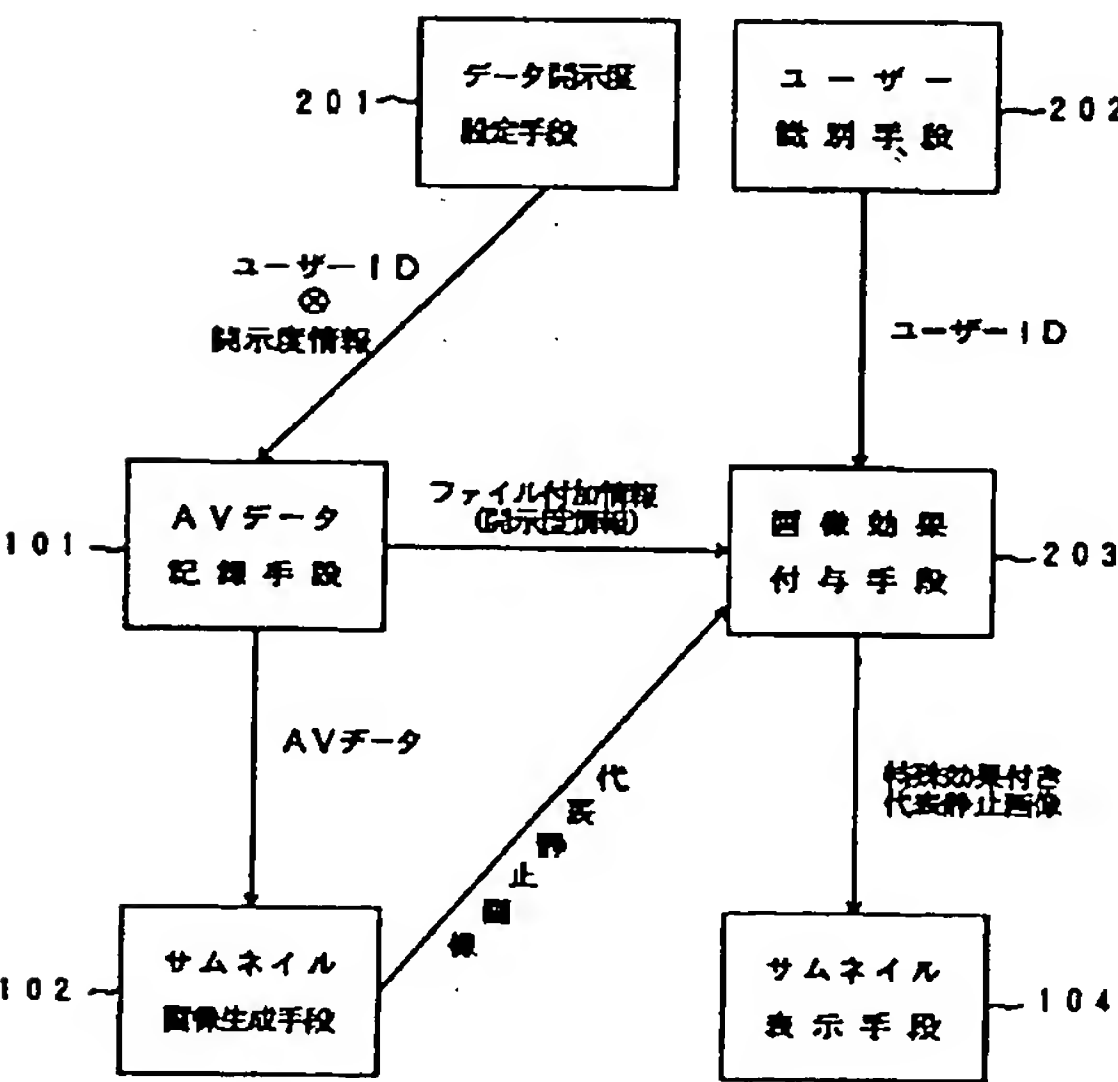 データ開示度
設定手段
201
ユーザー
識別手段
202
ユーザーID
⊗
開示度情報
ユーザーID
AVデータ
記録手段
101
ファイル付加情報
(開示度情報)
画像効果
付与手段
203
AVデータ
代表静止画像
特殊効果付き
代表静止画像
サムネイル
画像生成手段
102
サムネイル
表示手段
104